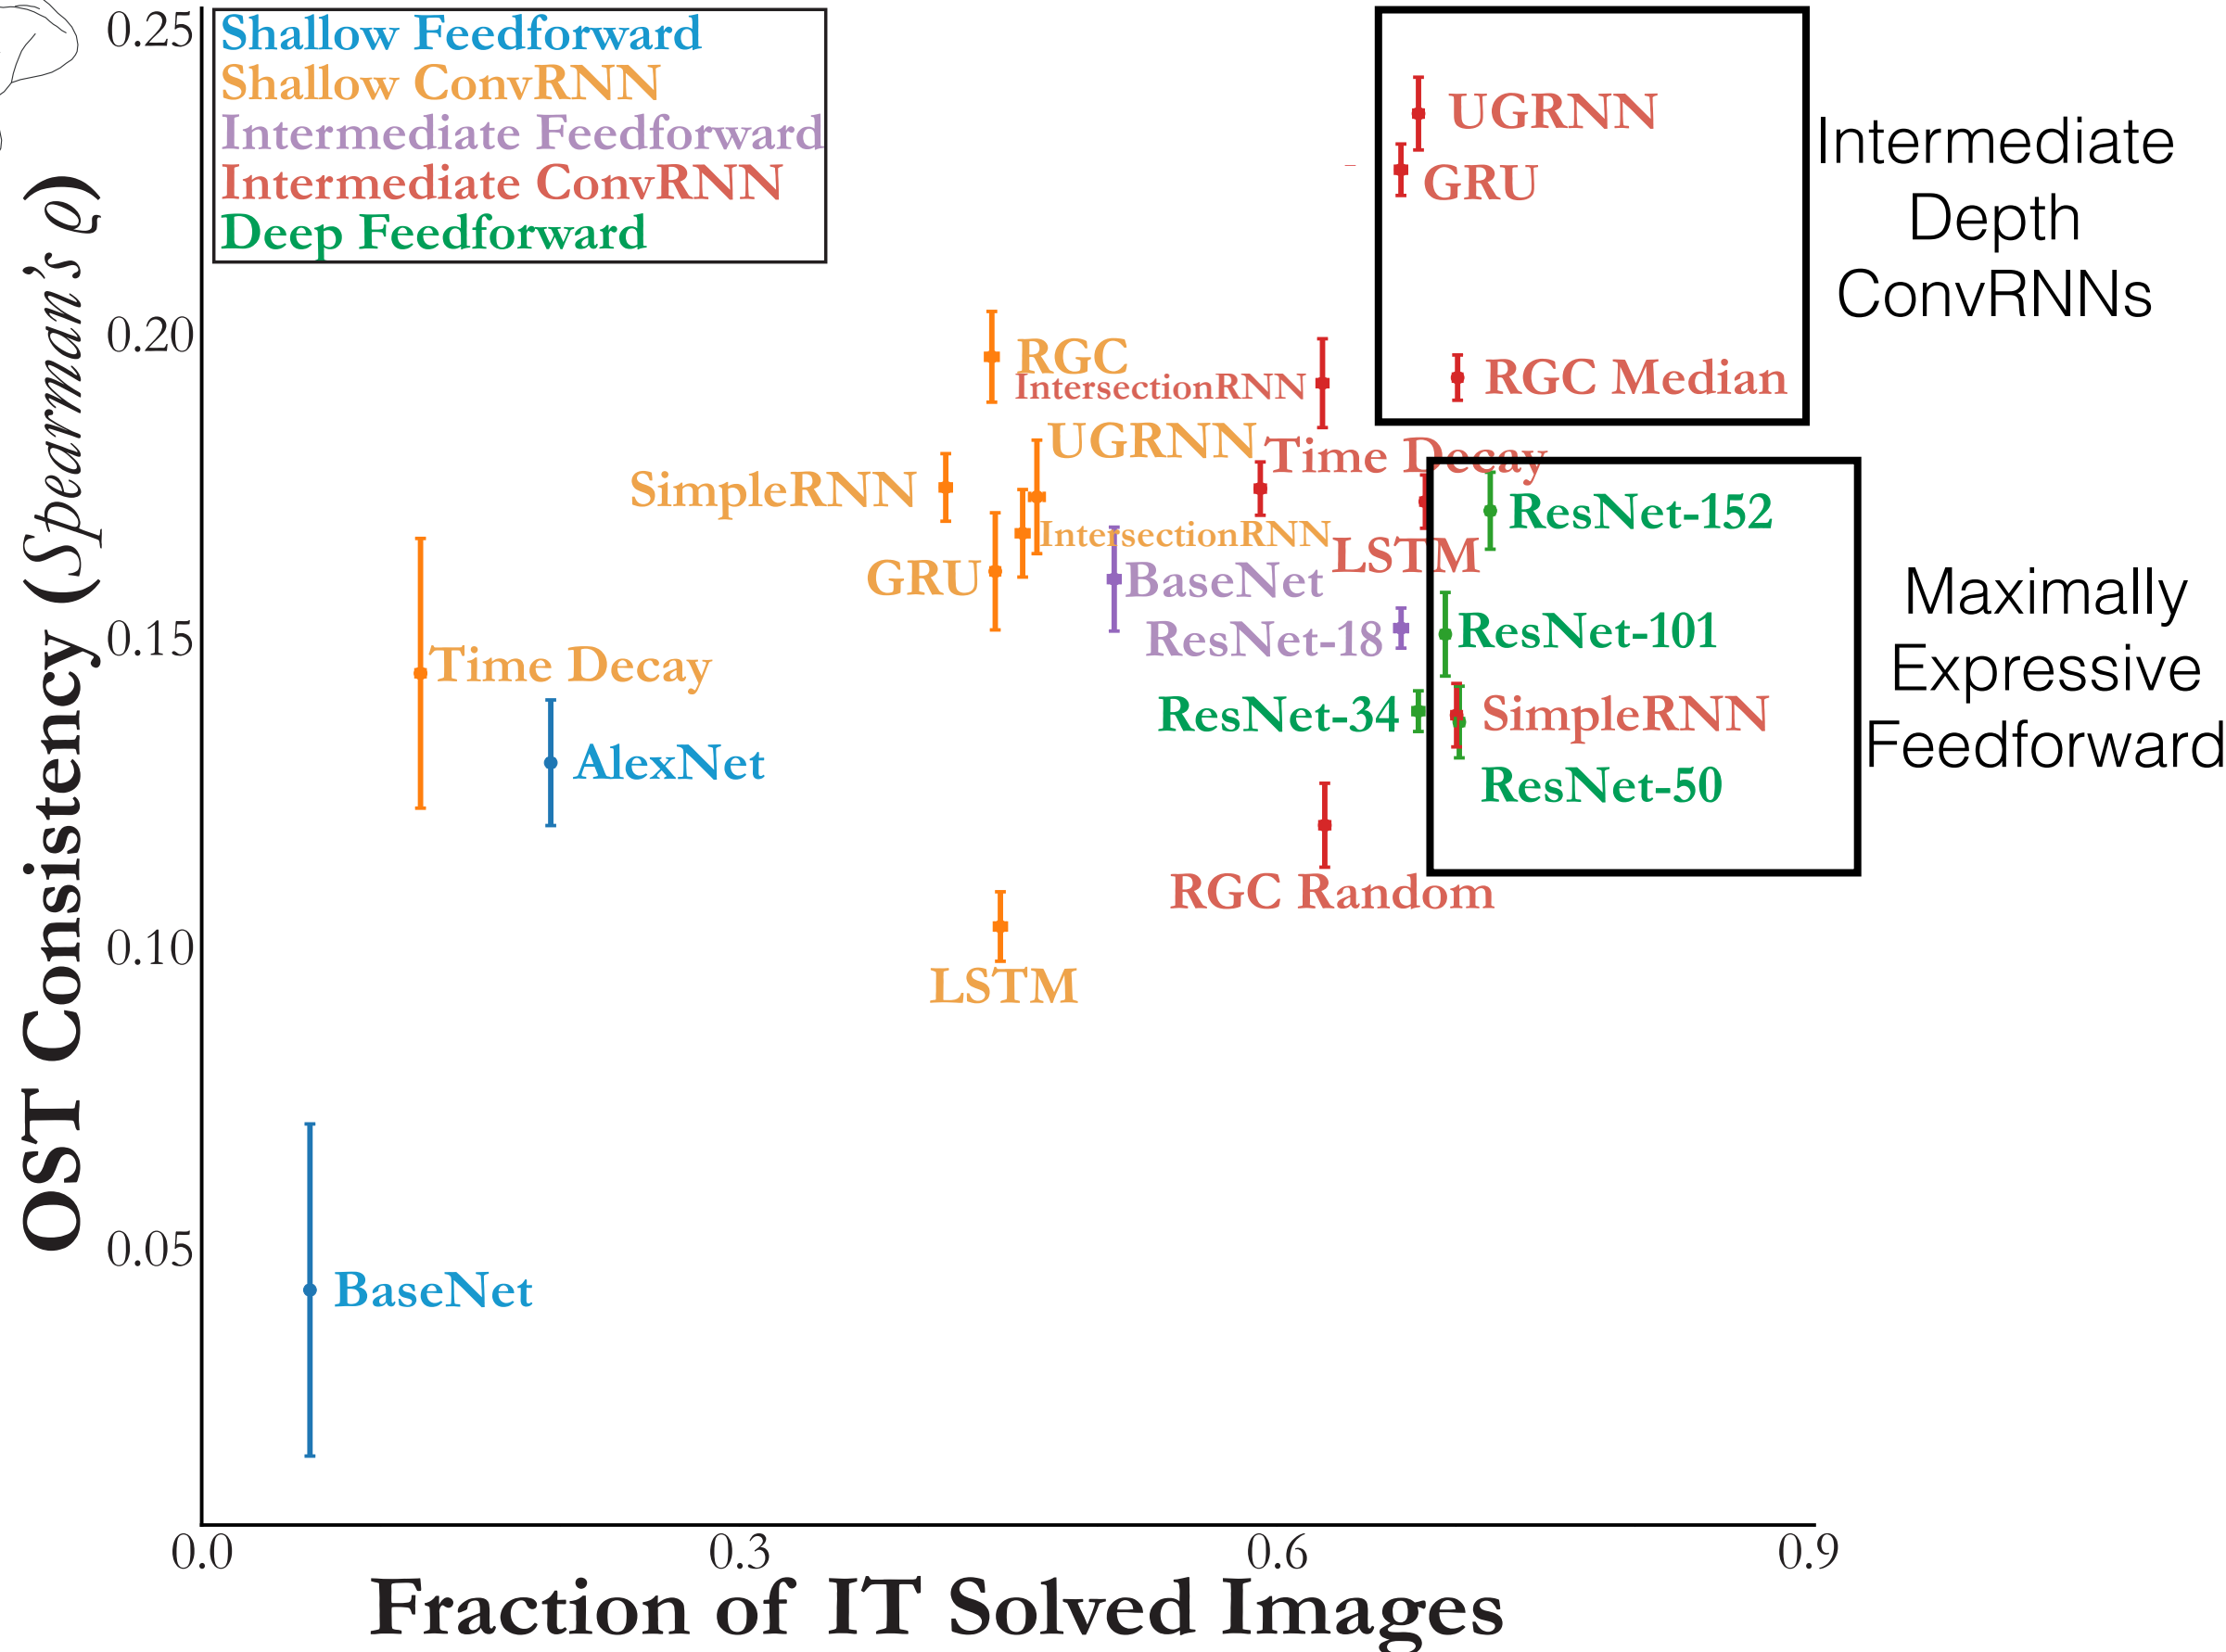 OST Consistency (Spearman's ρ)
0.25
0.20
0.15
0.10
0.05
Shallow Feedforward
Shallow ConvRNN
Intermediate Feedforward
Intermediate ConvRNN
Deep Feedforward
UGRNN
GRU
RGC Median
Intermediate
Depth
ConvRNNs
RGC
IntersectionRNN
UGRNN
Time Decay
SimpleRNN
ResNet-152
IntersectionRNN
LSTM
GRU
BaseNet
ResNet-18
ResNet-101
Maximally
Expressive
Feedforward
Time Decay
ResNet-34
SimpleRNN
AlexNet
ResNet-50
RGC Random
LSTM
BaseNet
0.0
0.3
0.6
0.9
Fraction of IT Solved Images